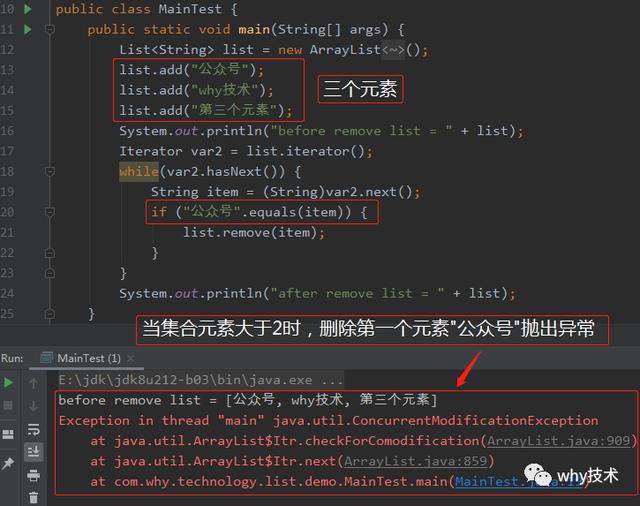 10 public class MainTest {
11 public static void main(String[] args) {
12 List<String> list = new ArrayList<~>();
13 list.add("公众号");
14 list.add("why技术");
15 list.add("第三个元素");
三个元素
16 System.out.println("before remove list = " + list);
17 Iterator var2 = list.iterator();
18 while(var2.hasNext()) {
19 String item = (String)var2.next();
20 if ("公众号".equals(item)) {
21 list.remove(item);
22 }
23 }
24 System.out.println("after remove list = " + list);
25 }
当集合元素大于2时，删除第一个元素"公众号"抛出异常
Run: MainTest (1) ×
E:\jdk\jdk8u212-b03\bin\java.exe ...
before remove list = [公众号, why技术, 第三个元素]
Exception in thread "main" java.util.ConcurrentModificationException
at java.util.ArrayList$Itr.checkForComodification(ArrayList.java:909)
at java.util.ArrayList$Itr.next(ArrayList.java:859)
at com.why.technology.list.demo.MainTest.main(MainTest.
why技术